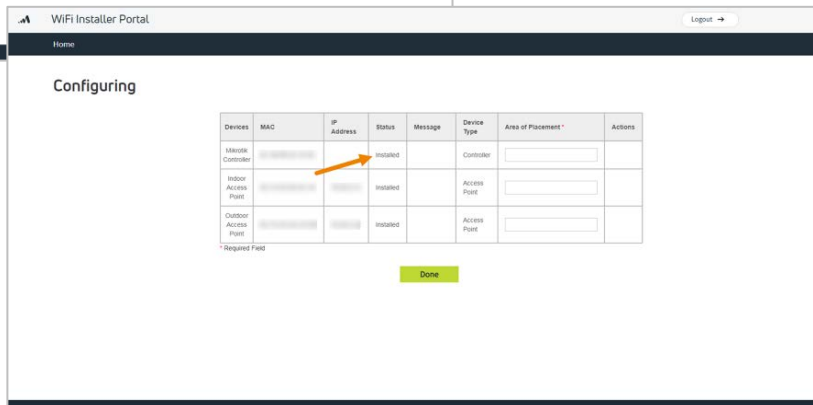 WiFi Installer Portal
Logout →
Home
Configuring
Devices MAC IP Address Status Message Device Type Area of Placement * Actions
Mikrotik Controller Installed Controller
Indoor Access Point Installed Access Point
Outdoor Access Point Installed Access Point
* Required Field
Done